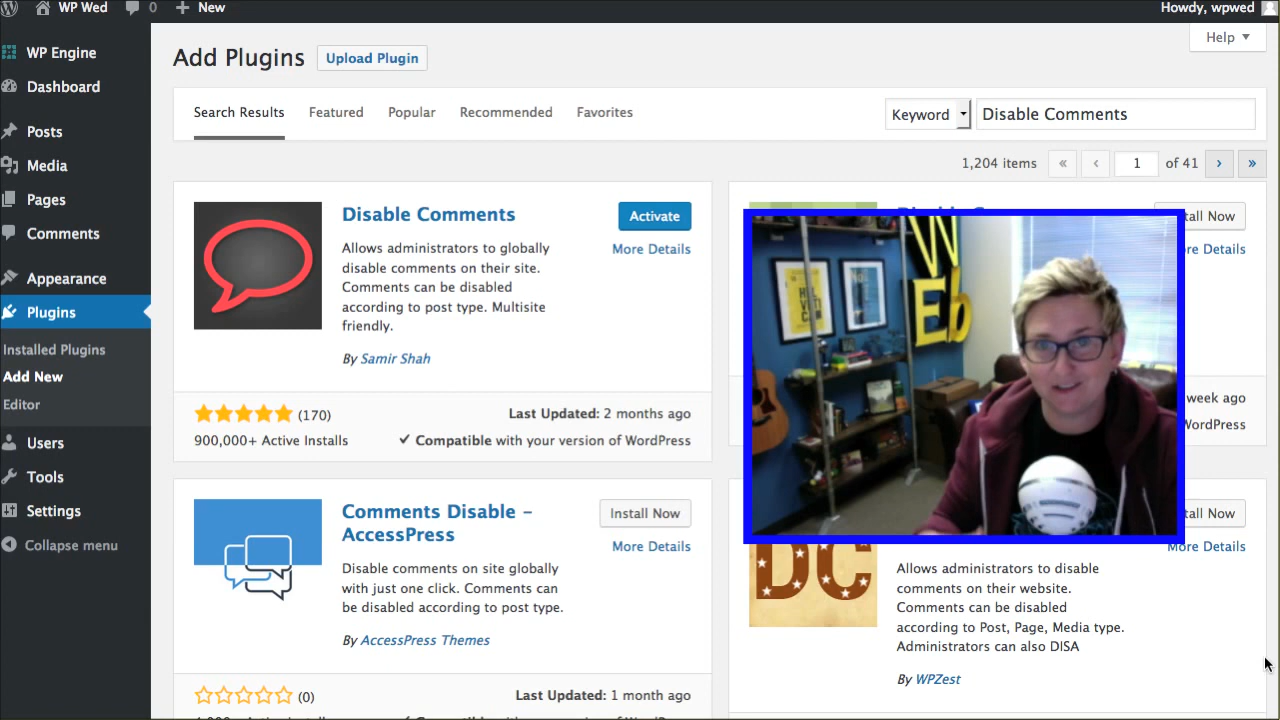 WP Wed
0
New
Howdy, wpwed
WP Engine
Dashboard
Posts
Media
Pages
Comments
Appearance
Plugins
Installed Plugins
Add New
Editor
Users
Tools
Settings
Collapse menu
Add Plugins
Upload Plugin
Help
Search Results
Featured
Popular
Recommended
Favorites
Keyword
Disable Comments
1,204 items
«
‹
1
of 41
›
»
Disable Comments
Activate
More Details
Allows administrators to globally
disable comments on their site.
Comments can be disabled
according to post type. Multisite
friendly.
By Samir Shah
(170)
Last Updated: 2 months ago
900,000+ Active Installs
Compatible with your version of WordPress
Now
Details
week ago
WordPress
WEb
Comments Disable –
AccessPress
Install Now
More Details
Disable comments on site globally
with just one click. Comments can
be disabled according to post type.
By AccessPress Themes
(0)
Last Updated: 1 month ago
Now
More Details
DC
Allows administrators to disable
comments on their website.
Comments can be disabled
according to Post, Page, Media type.
Administrators can also DISA
By WPZest